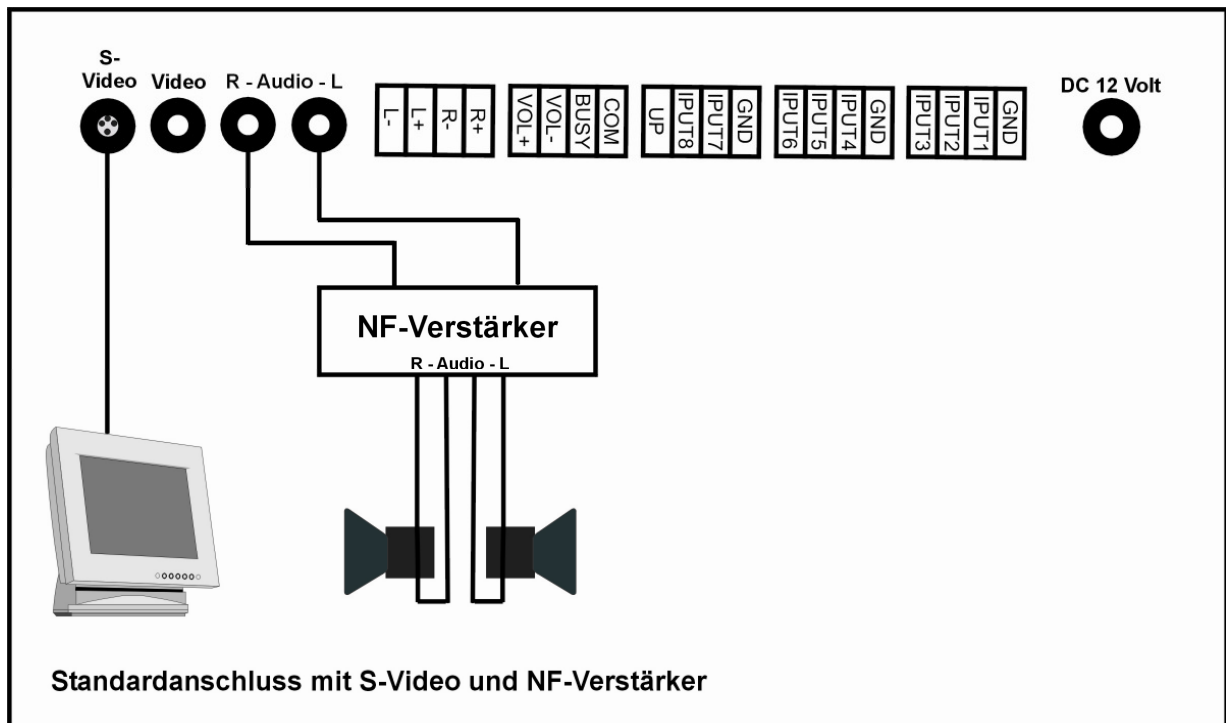 S-
Video Video R - Audio - L
DC 12 Volt
L-
L+
R-
R+
VOL+
VOL-
BUSY
COM
UP
IPUT8
IPUT7
GND
IPUT6
IPUT5
IPUT4
GND
IPUT3
IPUT2
IPUT1
GND
NF-Verstärker
R - Audio - L
Standardanschluss mit S-Video und NF-Verstärker